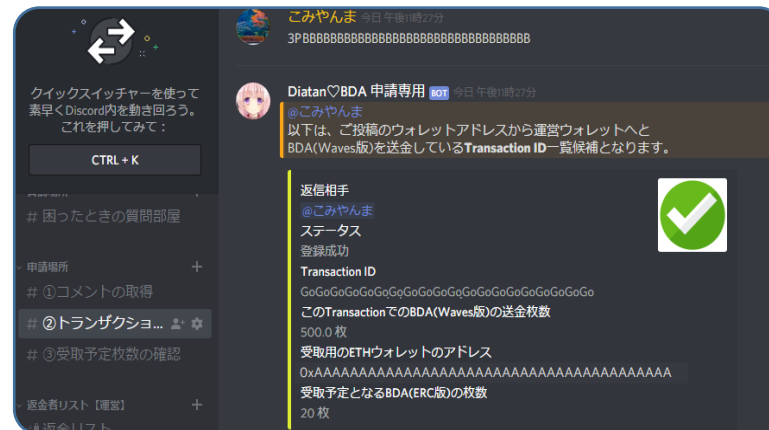 クイックスイッチャーを使って
素早くDiscord内を動き回ろう。
これを押してみて：
CTRL + K
# 困ったときの質問部屋
申請場所
# ①コメントの取得
# ②トランザクショ...
# ③受取予定枚数の確認
返金者リスト【運営】
返金リスト
こみやんま 今日 午後11時27分
3PBBBBBBBBBBBBBBBBBBBBBBBBBBBBBBBBB
Diatan♡BDA 申請専用 BOT 今日 午後11時27分
@こみやんま
以下は、ご投稿のウォレットアドレスから運営ウォレットへと
BDA(Waves版)を送金しているTransaction ID一覧候補となります。
返信相手
@こみやんま
ステータス
登録成功
Transaction ID
GoGoGoGoGoGoGoGoGoGoGoGoGoGoGoGoGoGoGoGo
このTransactionでのBDA(Waves版)の送金枚数
500.0 枚
受取用のETHウォレットのアドレス
0xAAAAAAAAAAAAAAAAAAAAAAAAAAAAAAAAAAAAAAAA
受取予定となるBDA(ERC版)の枚数
20 枚